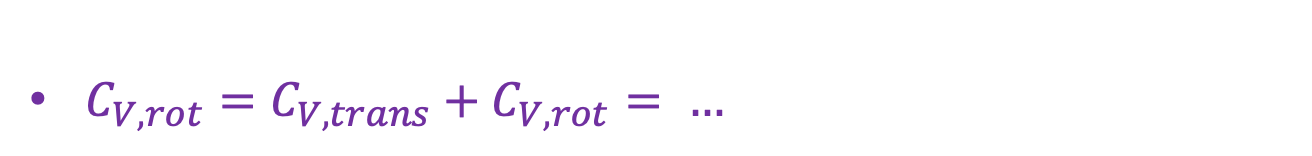 • C_{V,rot} = C_{V,trans} + C_{V,rot} = ...